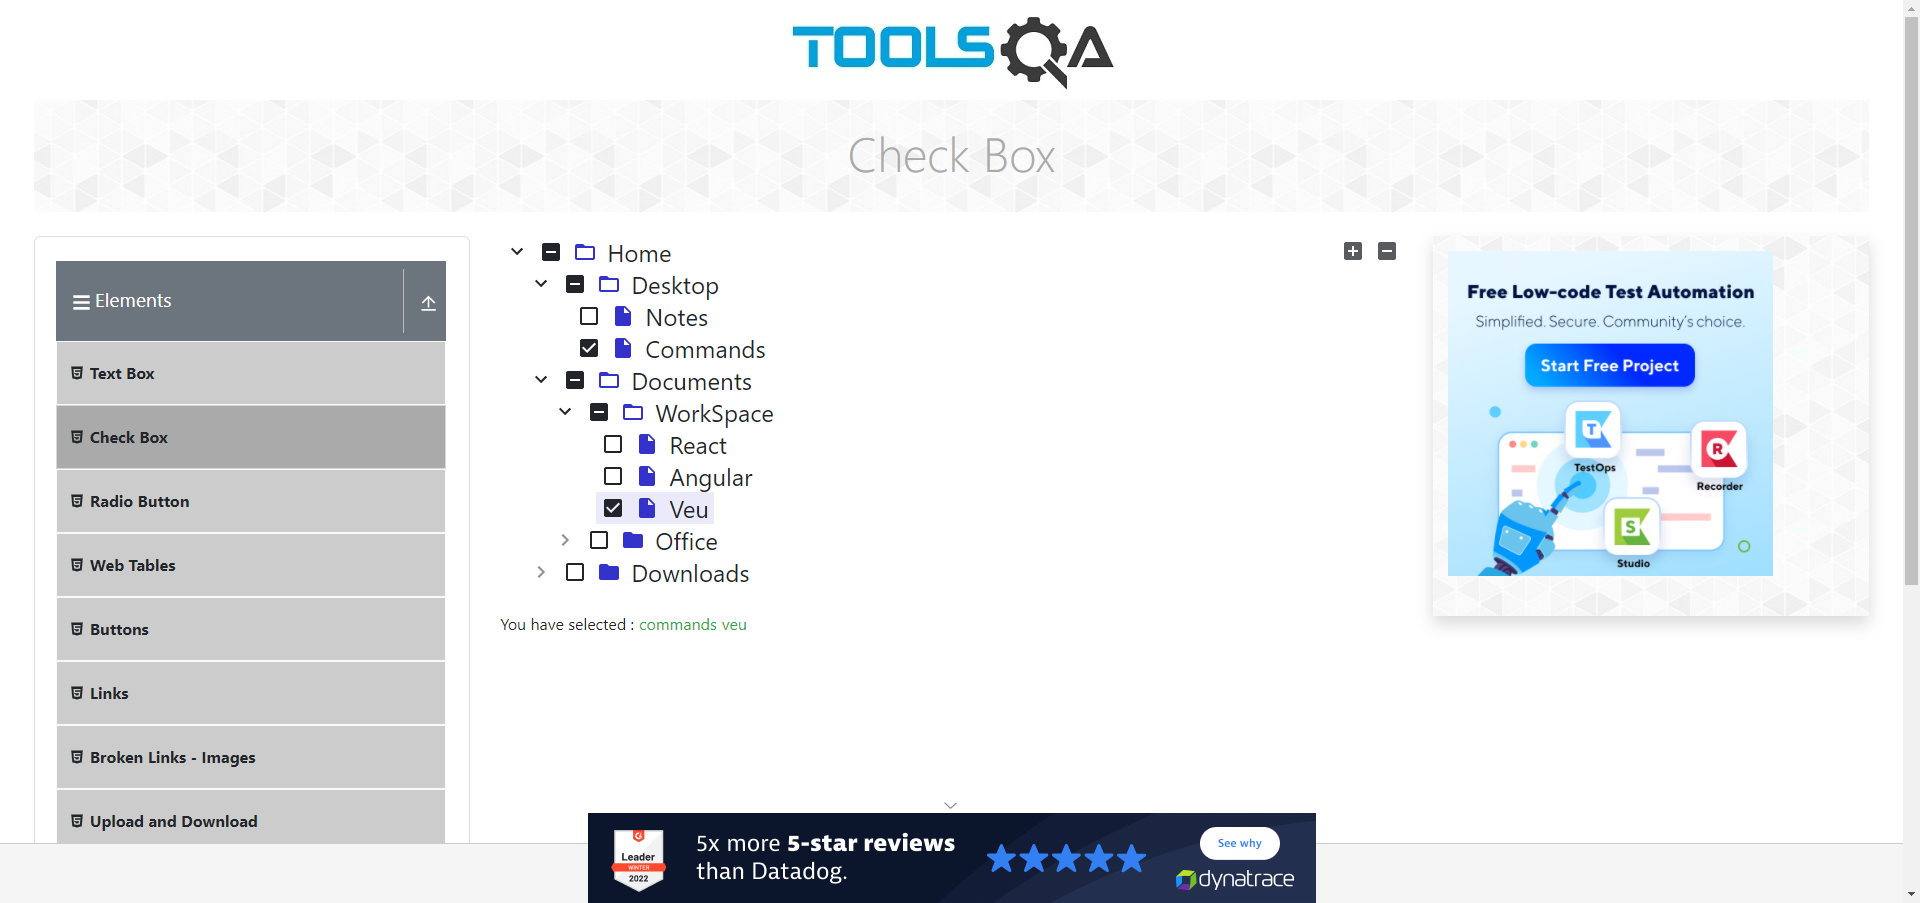 TOOLSQA
Check Box
Elements
Text Box
Check Box
Radio Button
Web Tables
Buttons
Links
Broken Links - Images
Upload and Download
Home
Desktop
Notes
Commands
Documents
WorkSpace
React
Angular
Veu
Office
Downloads
You have selected : commands veu
Free Low-code Test Automation
Simplified. Secure. Community's choice.
Start Free Project
T
TestOps
R
Recorder
S
Studio
G
Leader
WINTER
2022
5x more 5-star reviews
than Datadog.
See why
dynatrace